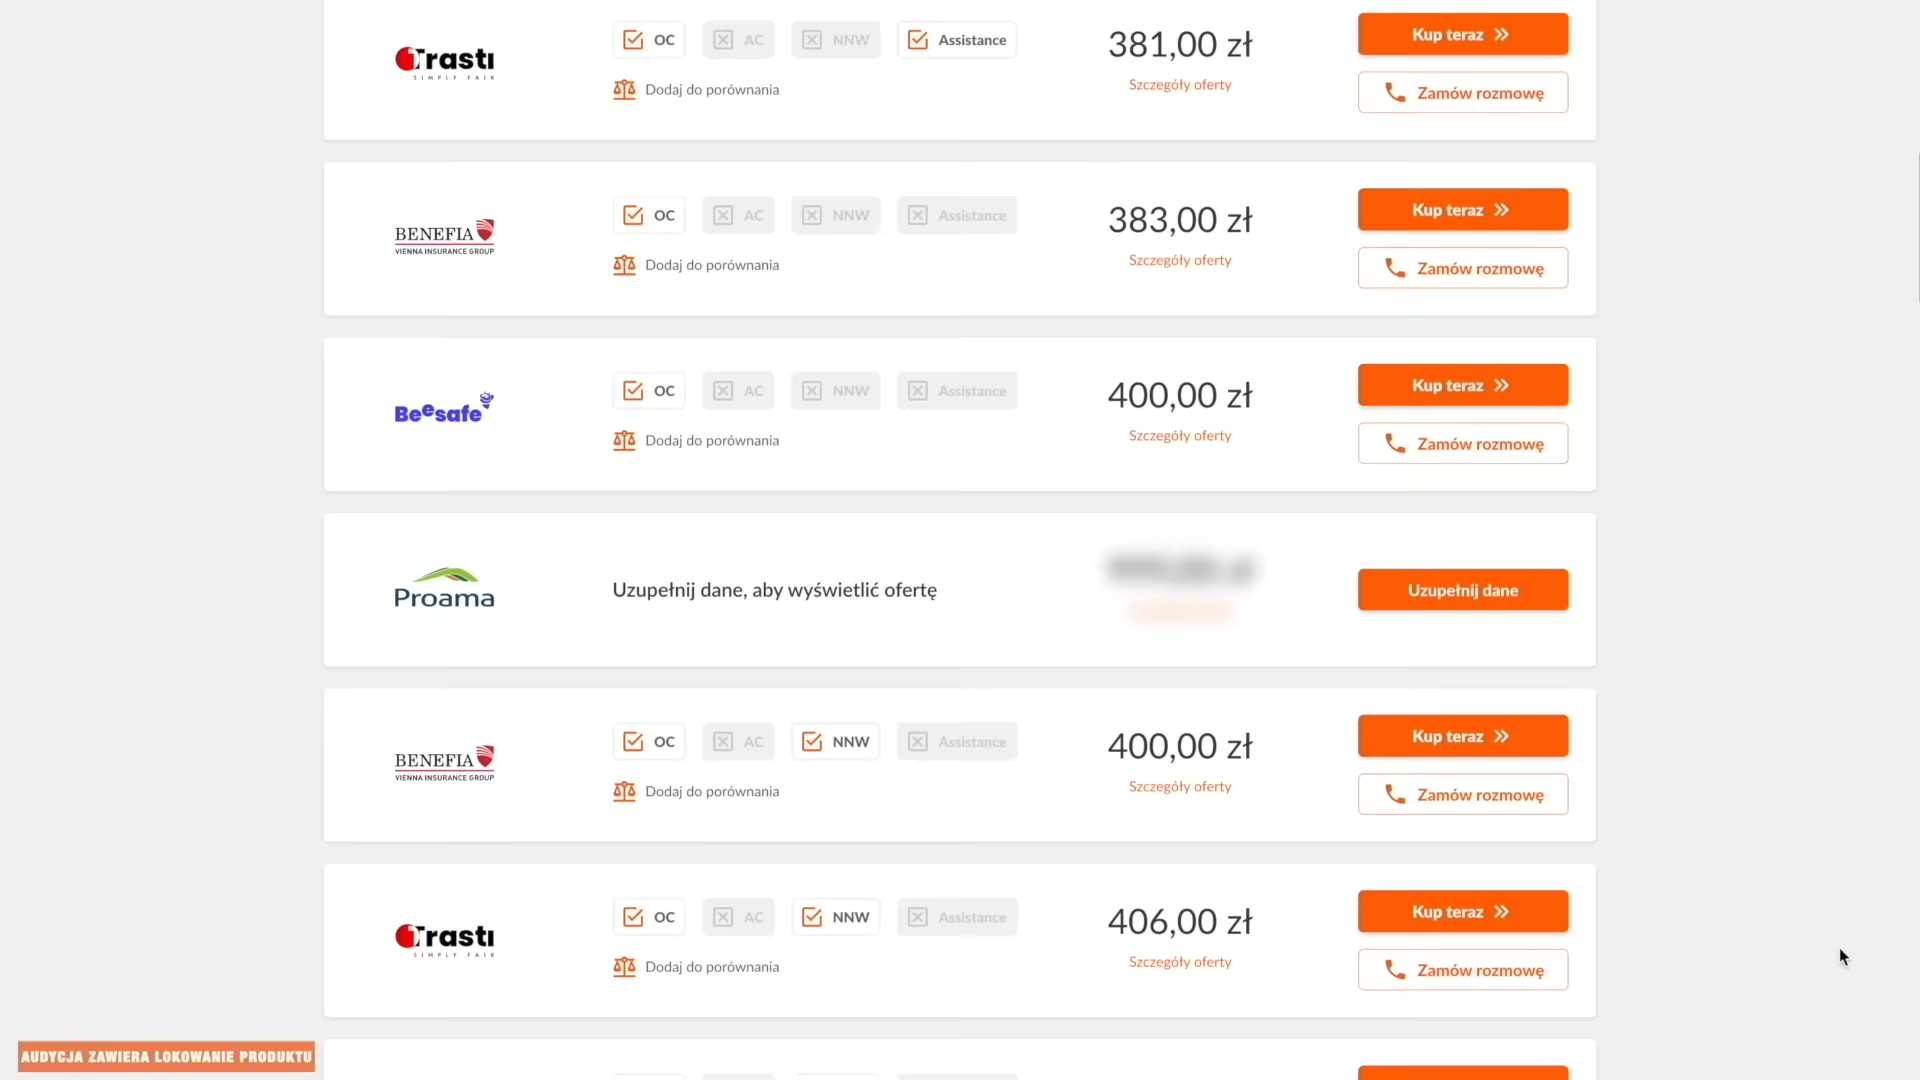 Trasti
SIMPLY FAIR
OC
AC
NNW
Assistance
Dodaj do porównania
381,00 zł
Szczegóły oferty
Kup teraz
Zamów rozmowę
BENEFIA
VIENNA INSURANCE GROUP
OC
AC
NNW
Assistance
Dodaj do porównania
383,00 zł
Szczegóły oferty
Kup teraz
Zamów rozmowę
Beesafe
OC
AC
NNW
Assistance
Dodaj do porównania
400,00 zł
Szczegóły oferty
Kup teraz
Zamów rozmowę
Proama
Uzupełnij dane, aby wyświetlić ofertę
Uzupełnij dane
BENEFIA
VIENNA INSURANCE GROUP
OC
AC
NNW
Assistance
Dodaj do porównania
400,00 zł
Szczegóły oferty
Kup teraz
Zamów rozmowę
Trasti
SIMPLY FAIR
OC
AC
NNW
Assistance
Dodaj do porównania
406,00 zł
Szczegóły oferty
Kup teraz
Zamów rozmowę
AUDYCJA ZAWIERA LOKOWANIE PRODUKTU